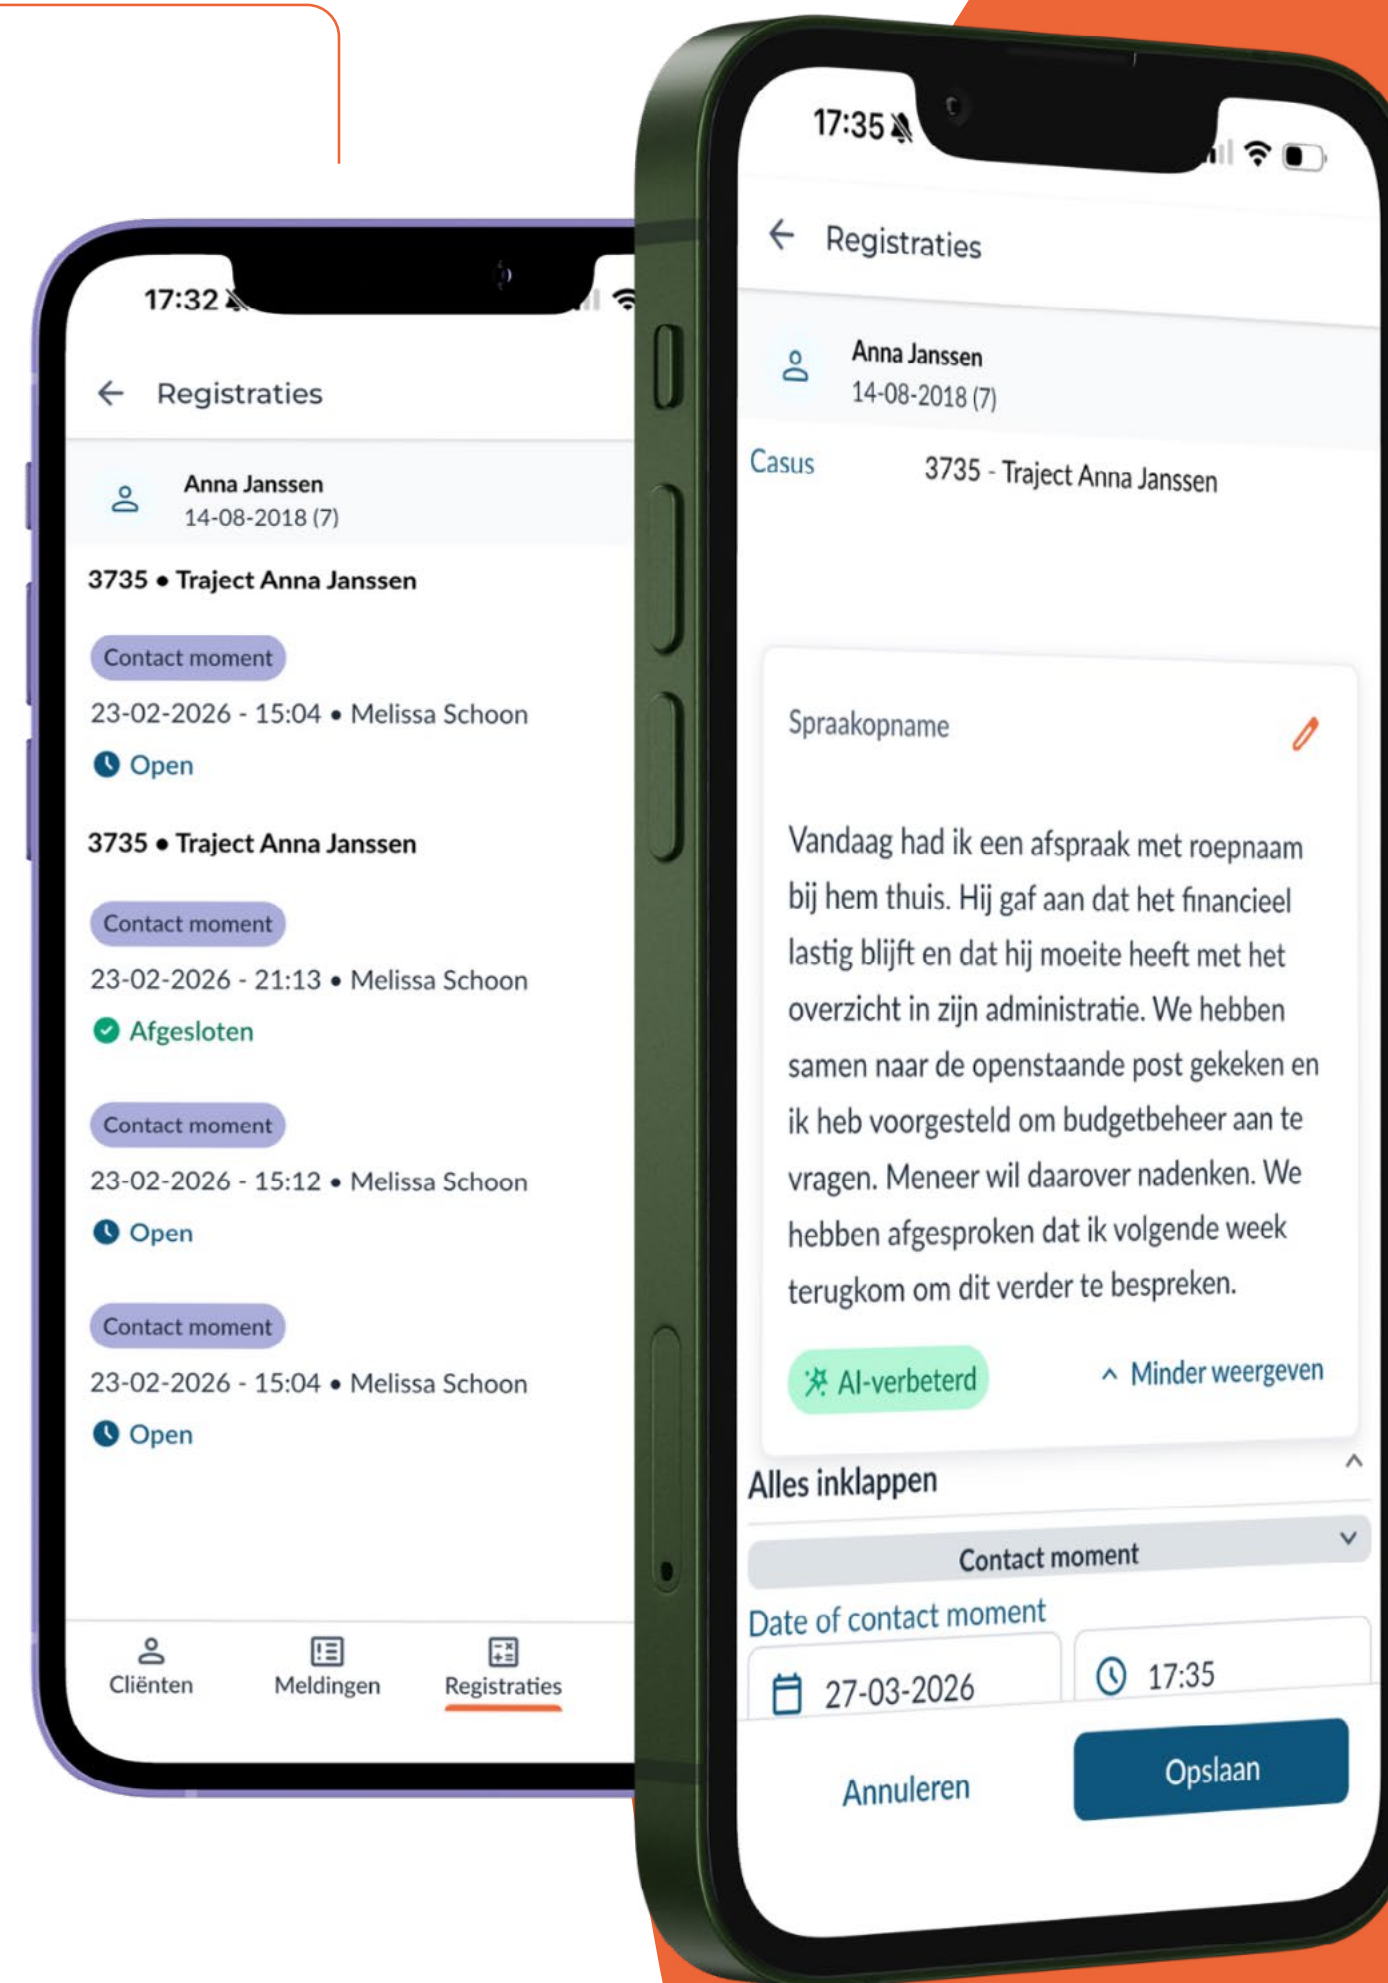 17:32
Registraties
Anna Janssen
14-08-2018 (7)
3735 • Traject Anna Janssen
Contact moment
23-02-2026 - 15:04 • Melissa Schoon
Open
3735 • Traject Anna Janssen
Contact moment
23-02-2026 - 21:13 • Melissa Schoon
Afgesloten
Contact moment
23-02-2026 - 15:12 • Melissa Schoon
Open
Contact moment
23-02-2026 - 15:04 • Melissa Schoon
Open
Cliënten
Meldingen
Registraties
17:35
Registraties
Anna Janssen
14-08-2018 (7)
Casus
3735 - Traject Anna Janssen
Spraakopname
Vandaag had ik een afspraak met roepnaam
bij hem thuis. Hij gaf aan dat het financieel
lastig blijft en dat hij moeite heeft met het
overzicht in zijn administratie. We hebben
samen naar de openstaande post gekeken en
ik heb voorgesteld om budgetbeheer aan te
vragen. Meneer wil daarover nadenken. We
hebben afgesproken dat ik volgende week
terugkom om dit verder te bespreken.
AI-verbeterd
Minder weergeven
Alles inklappen
Contact moment
Date of contact moment
27-03-2026
17:35
Annuleren
Opslaan